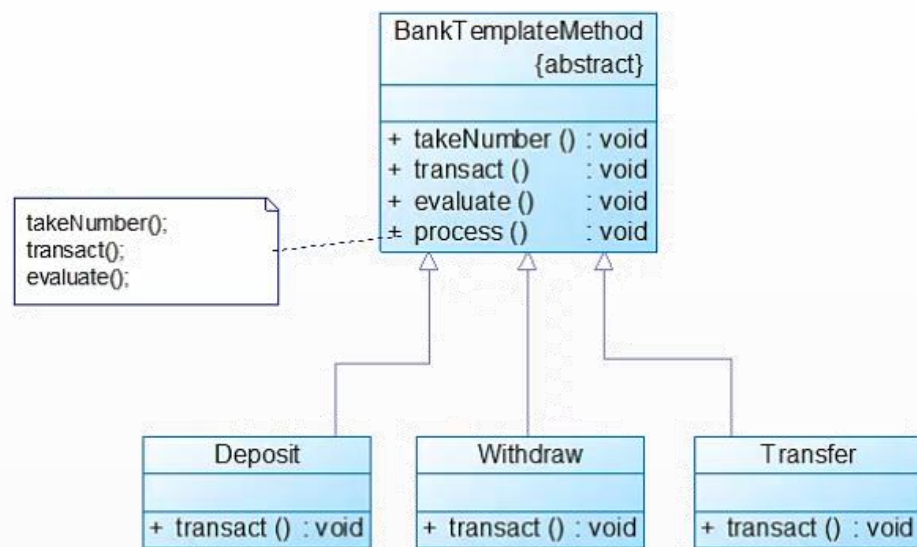 BankTemplateMethod
{abstract}
+ takeNumber () : void
+ transact () : void
+ evaluate () : void
+ process () : void
takeNumber();
transact();
evaluate();
Deposit
+ transact () : void
Withdraw
+ transact () : void
Transfer
+ transact () : void